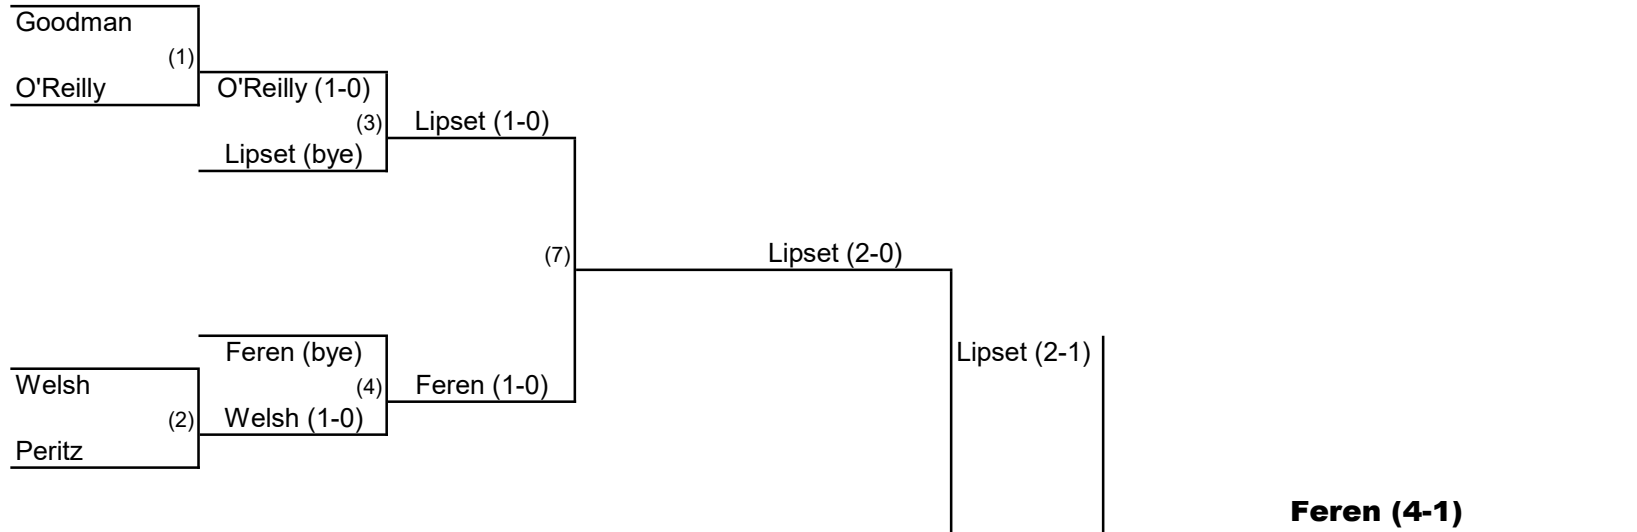 Goodman
(1)
O'Reilly
O'Reilly (1-0)
(3)
Lipset (bye)
Lipset (1-0)
(7)
Lipset (2-0)
Feren (bye)
(4)
Welsh (1-0)
Feren (1-0)
Welsh
(2)
Peritz
Lipset (2-1)
Feren (4-1)